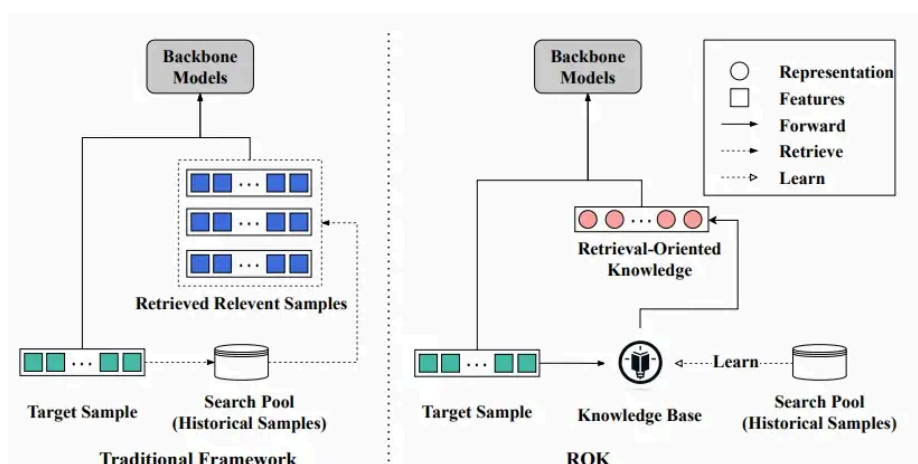 Backbone
Models
Retrieved Relevent Samples
Target Sample
Search Pool
(Historical Samples)
Traditional Framework
Backbone
Models
Representation
Features
Forward
Retrieve
Learn
Retrieval-Oriented
Knowledge
Learn
Target Sample
Knowledge Base
Search Pool
(Historical Samples)
ROK